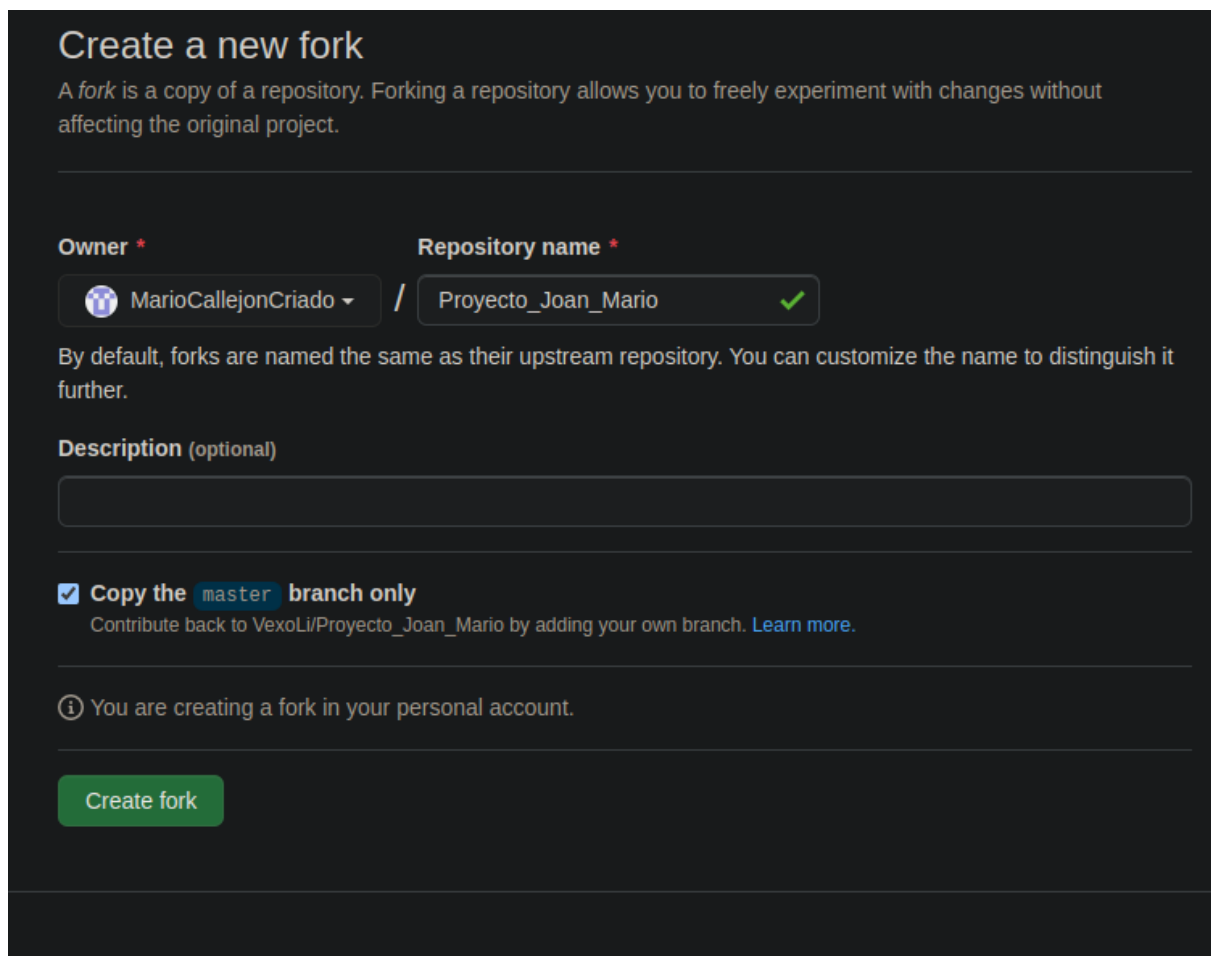 Create a new fork
A fork is a copy of a repository. Forking a repository allows you to freely experiment with changes without
affecting the original project.
Owner * Repository name *
MarioCallejonCriado / Proyecto_Joan_Mario
By default, forks are named the same as their upstream repository. You can customize the name to distinguish it
further.
Description (optional)
Copy the master branch only
Contribute back to VexoLi/Proyecto_Joan_Mario by adding your own branch. Learn more.
You are creating a fork in your personal account.
Create fork